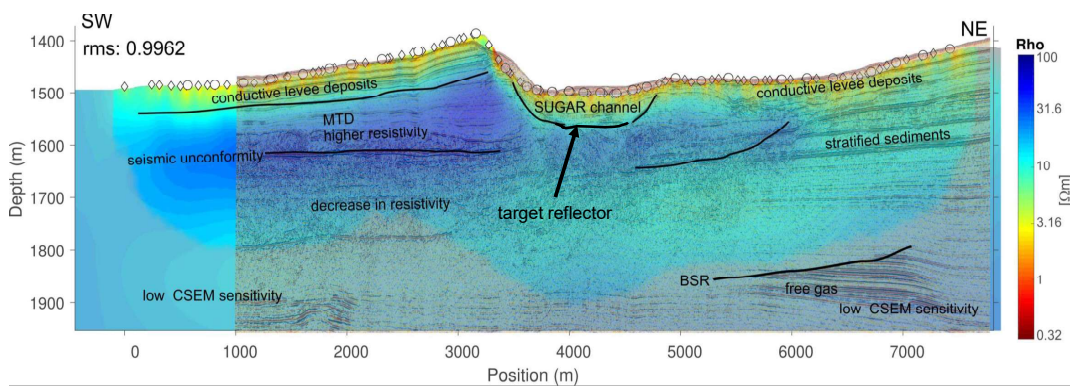 SW
NE
rms: 0.9962
Rho
1400
1500
1600
1700
1800
1900
Depth (m)
conductive levee deposits
MTD
higher resistivity
seismic unconformity
decrease in resistivity
low CSEM sensitivity
SUGAR channel
target reflector
conductive levee deposits
stratified sediments
BSR
free gas
low CSEM sensitivity
100
31.6
10
3.16
1
0.32
[Ωm]
0 1000 2000 3000 4000 5000 6000 7000
Position (m)